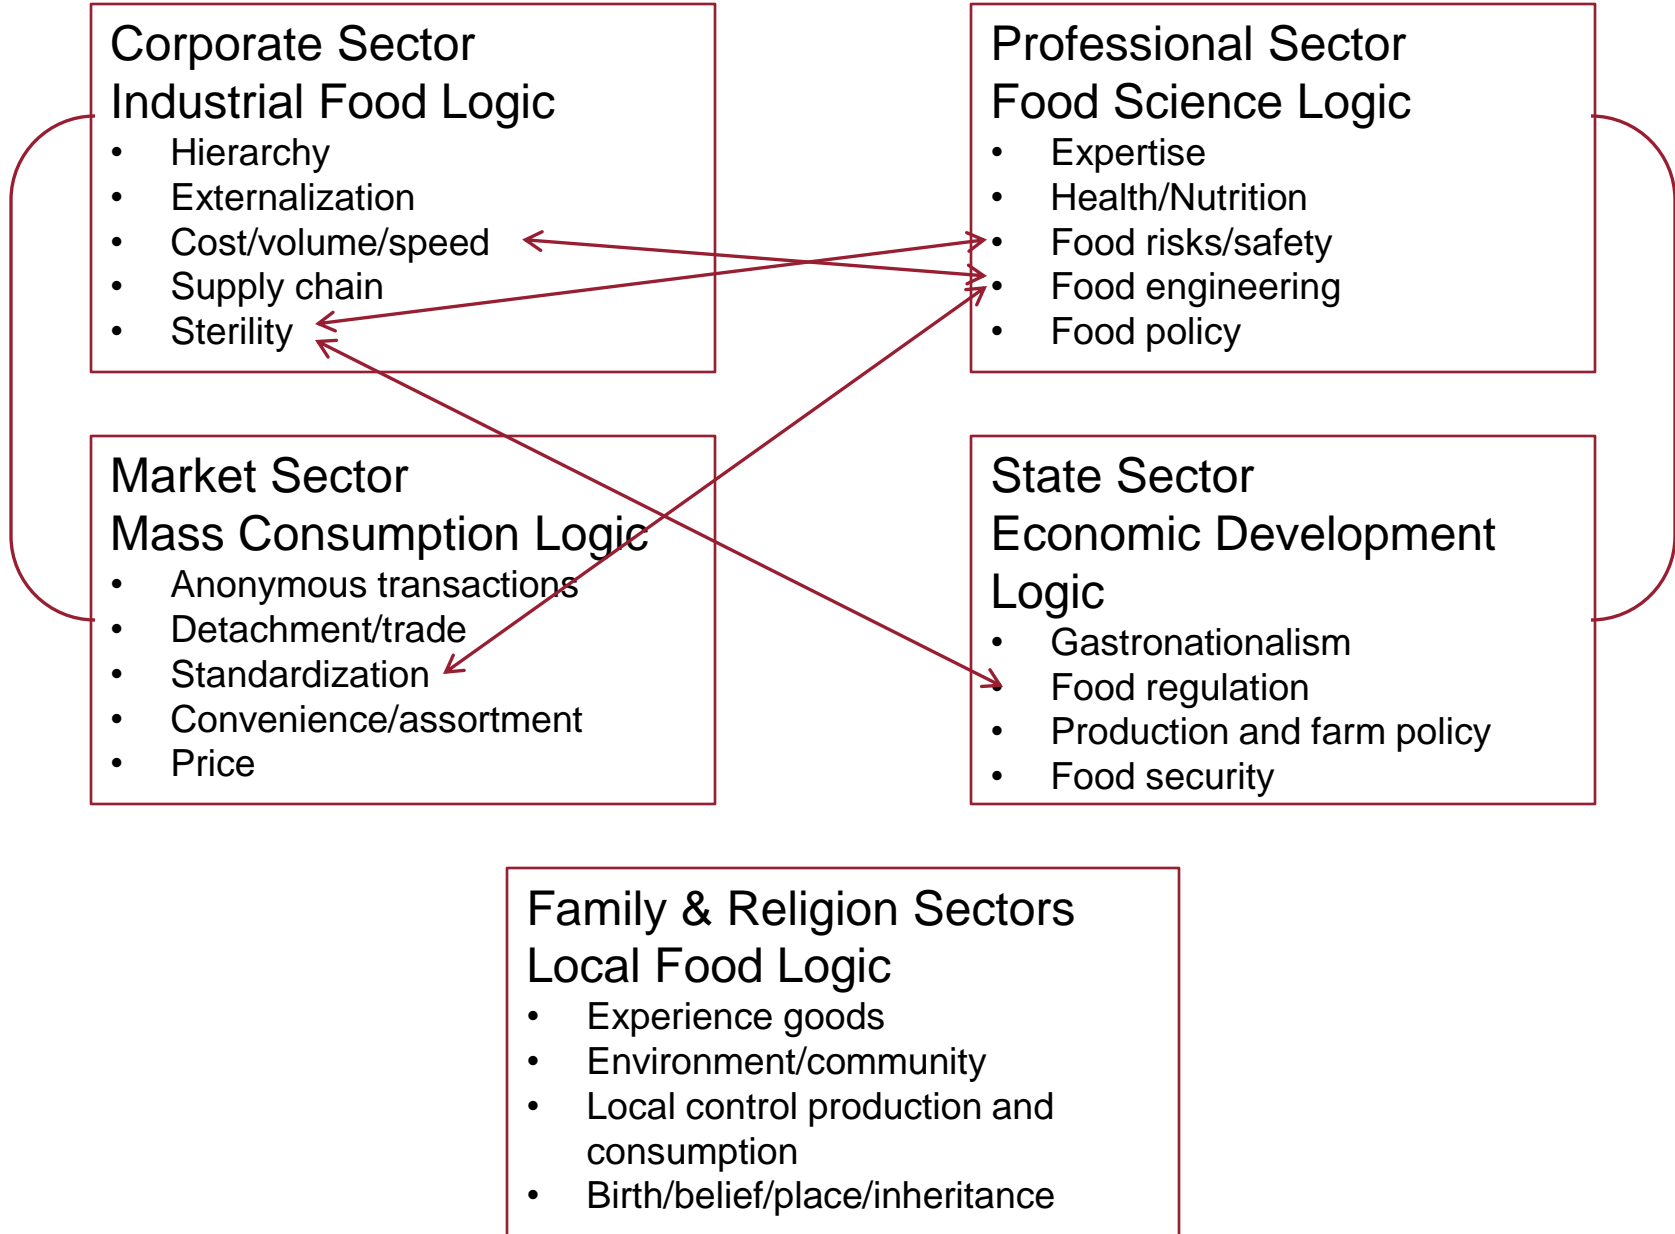 Corporate Sector
Industrial Food Logic
• Hierarchy
• Externalization
• Cost/volume/speed
• Supply chain
• Sterility
Professional Sector
Food Science Logic
• Expertise
• Health/Nutrition
• Food risks/safety
• Food engineering
• Food policy
Market Sector
Mass Consumption Logic
• Anonymous transactions
• Detachment/trade
• Standardization
• Convenience/assortment
• Price
State Sector
Economic Development
Logic
• Gastronationalism
• Food regulation
• Production and farm policy
• Food security
Family & Religion Sectors
Local Food Logic
• Experience goods
• Environment/community
• Local control production and
consumption
• Birth/belief/place/inheritance